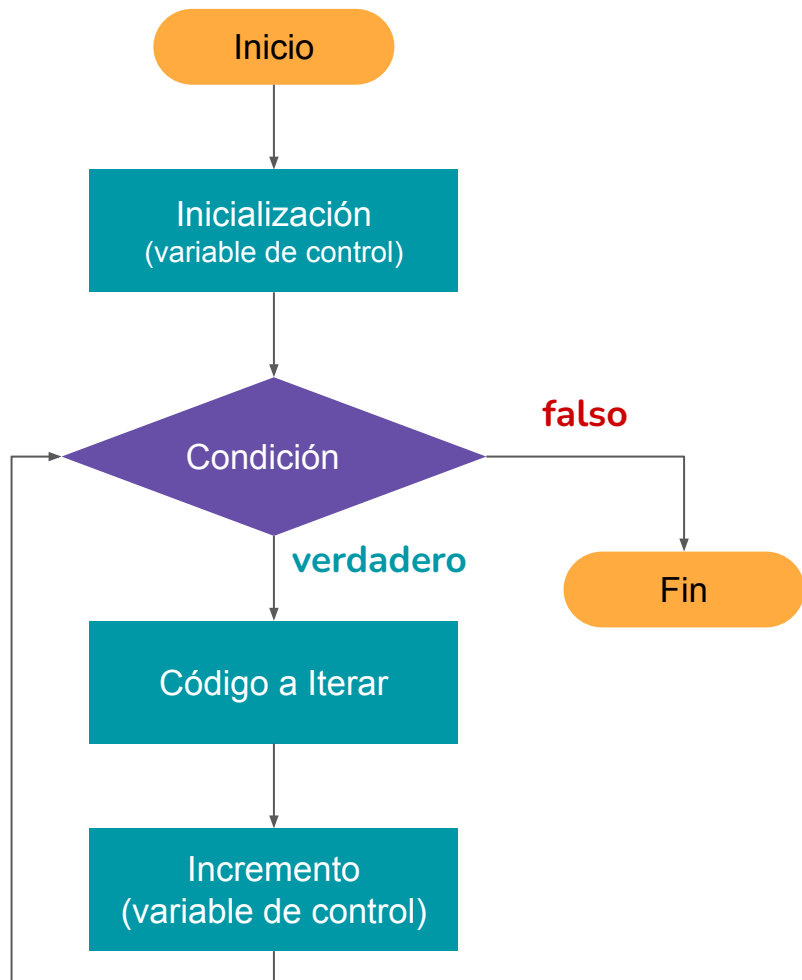 Inicio
Inicialización
(variable de control)
Condición
falso
verdadero
Fin
Código a Iterar
Incremento
(variable de control)